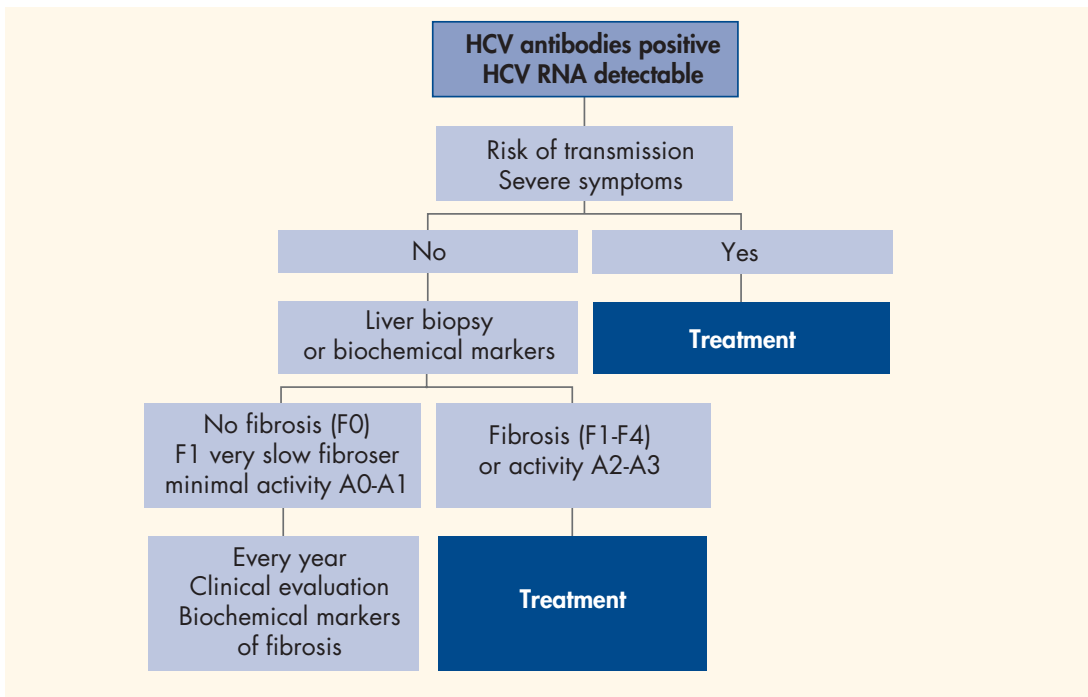 HCV antibodies positive
HCV RNA detectable
Risk of transmission
Severe symptoms
No
Yes
Liver biopsy
or biochemical markers
Treatment
No fibrosis (F0)
F1 very slow fibroser
minimal activity A0-A1
Fibrosis (F1-F4)
or activity A2-A3
Every year
Clinical evaluation
Biochemical markers
of fibrosis
Treatment